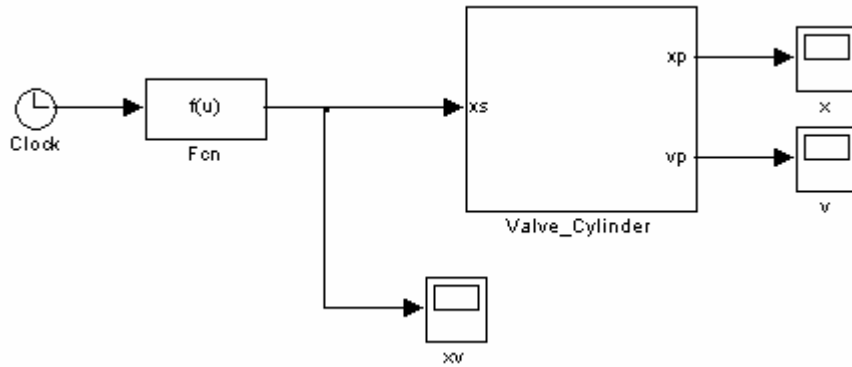 Clock
f(u)
Fcn
xs
xp
vp
Valve_Cylinder
x
v
xv